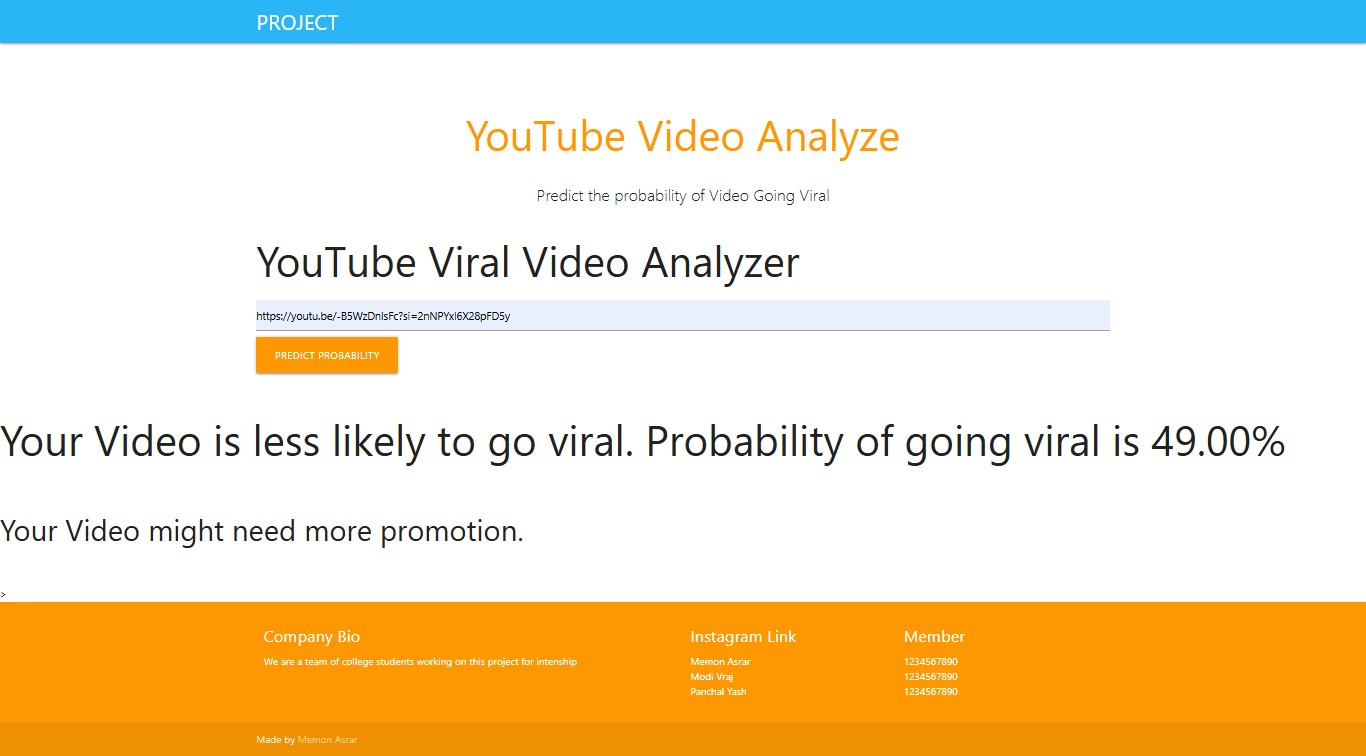 PROJECT
YouTube Video Analyze
Predict the probability of Video Going Viral
YouTube Viral Video Analyzer
https://youtu.be/-B5WzDnIsFc?si=2nNPYxI6X28pFD5y
PREDICT PROBABILITY
Your Video is less likely to go viral. Probability of going viral is 49.00%
Your Video might need more promotion.
>
Company Bio
We are a team of college students working on this project for intenship
Instagram Link
Memon Asrar
Modi Vraj
Panchal Yash
Member
1234567890
1234567890
1234567890
Made by Memon Asrar